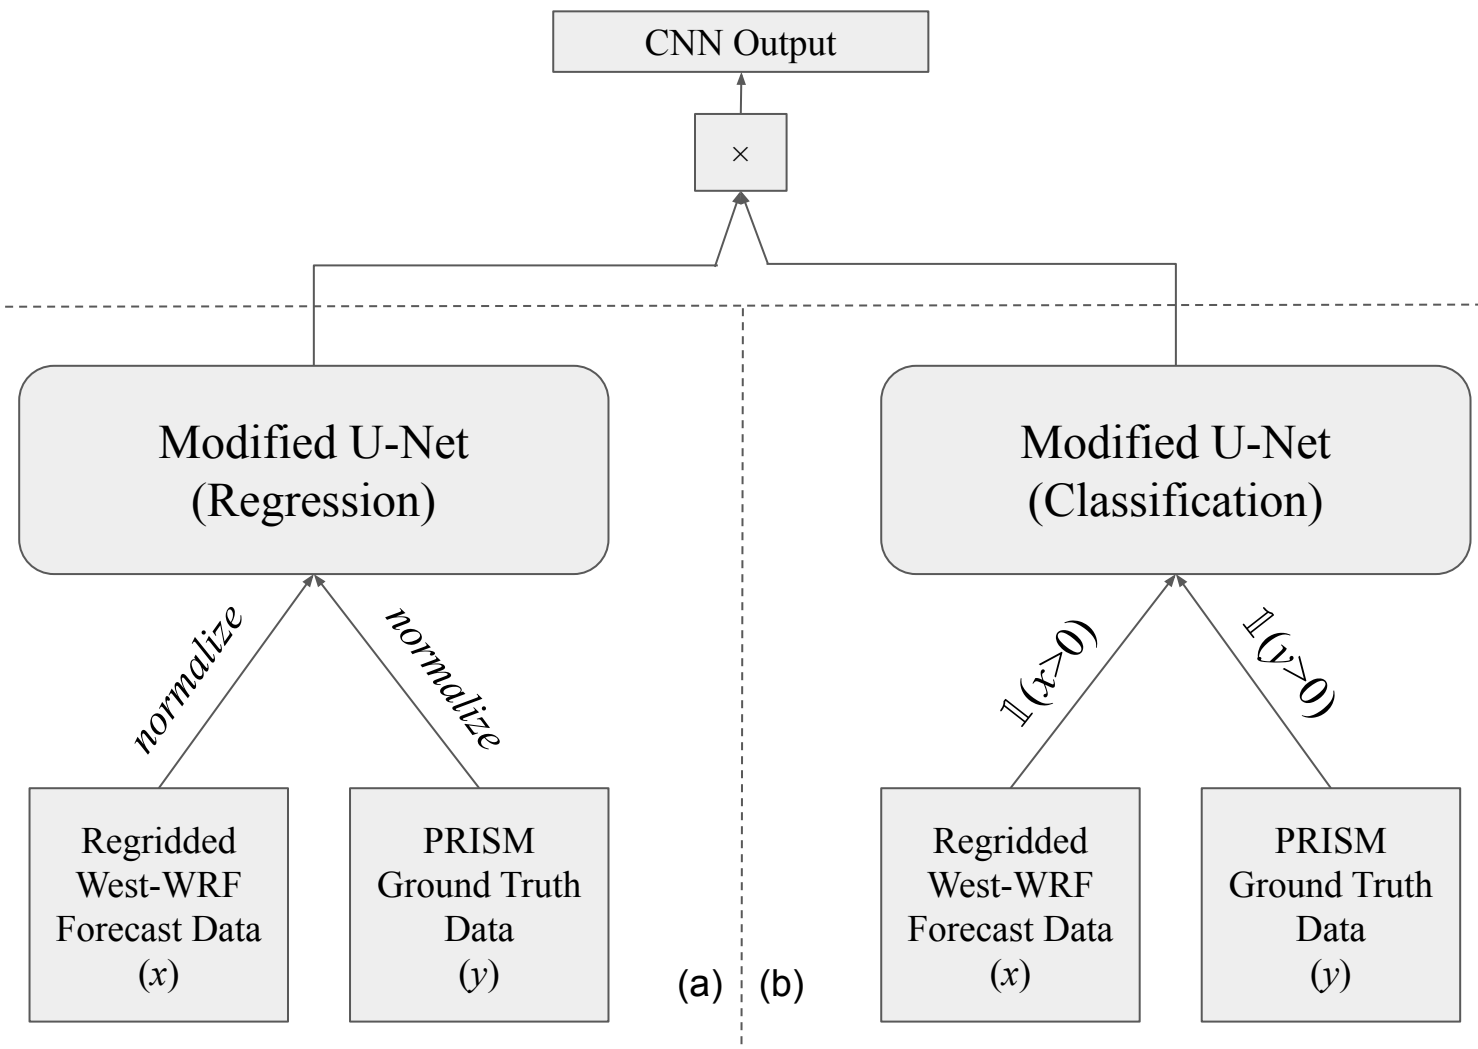 CNN Output
×
Modified U-Net
(Regression)
Modified U-Net
(Classification)
normalize
normalize
𝟙(x>0)
𝟙(y>0)
Regridded
West-WRF
Forecast Data
(x)
PRISM
Ground Truth
Data
(y)
(a)
(b)
Regridded
West-WRF
Forecast Data
(x)
PRISM
Ground Truth
Data
(y)